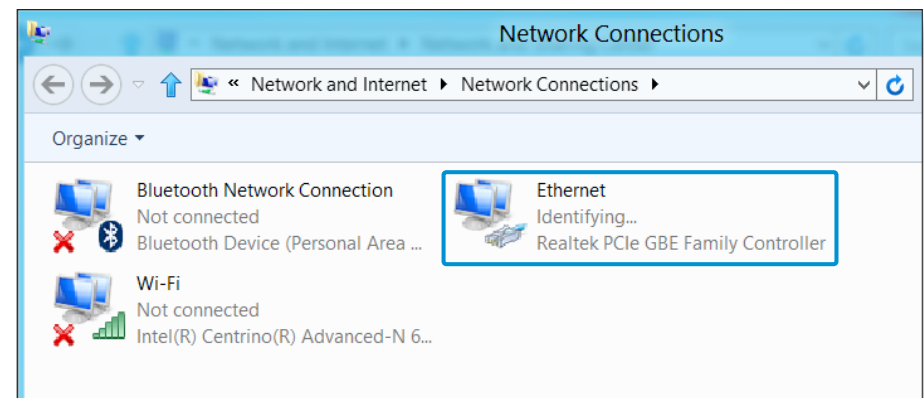 Network Connections
« Network and Internet Network Connections
Organize
Bluetooth Network Connection
Not connected
Bluetooth Device (Personal Area ...
Ethernet
Identifying...
Realtek PCIe GBE Family Controller
Wi-Fi
Not connected
Intel(R) Centrino(R) Advanced-N 6...